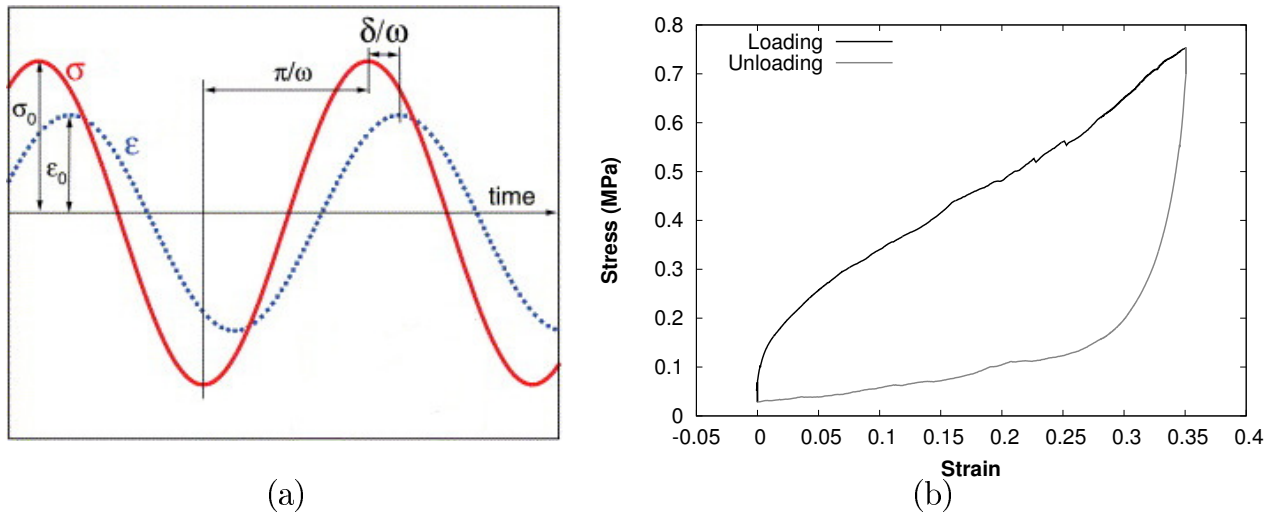 δ/ω
π/ω
σ
σ0
ε
ε0
time
(a)
Loading
Unloading
0.8
0.7
0.6
0.5
0.4
0.3
0.2
0.1
0
Stress (MPa)
-0.05 0 0.05 0.1 0.15 0.2 0.25 0.3 0.35 0.4
Strain
(b)